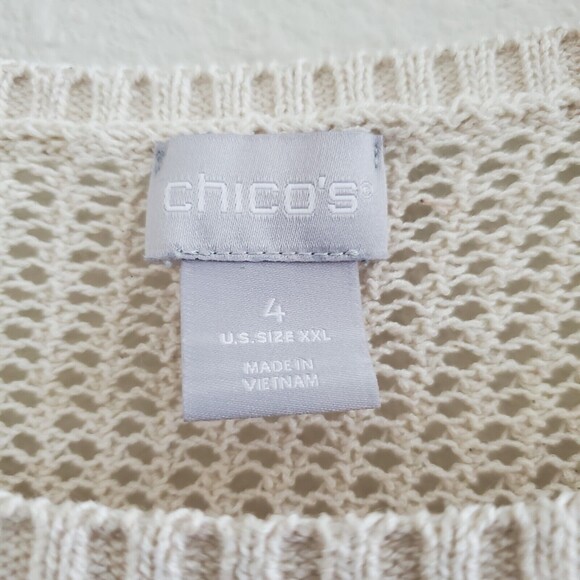 chico's®
4
U.S. SIZE XXL
MADE IN
VIETNAM